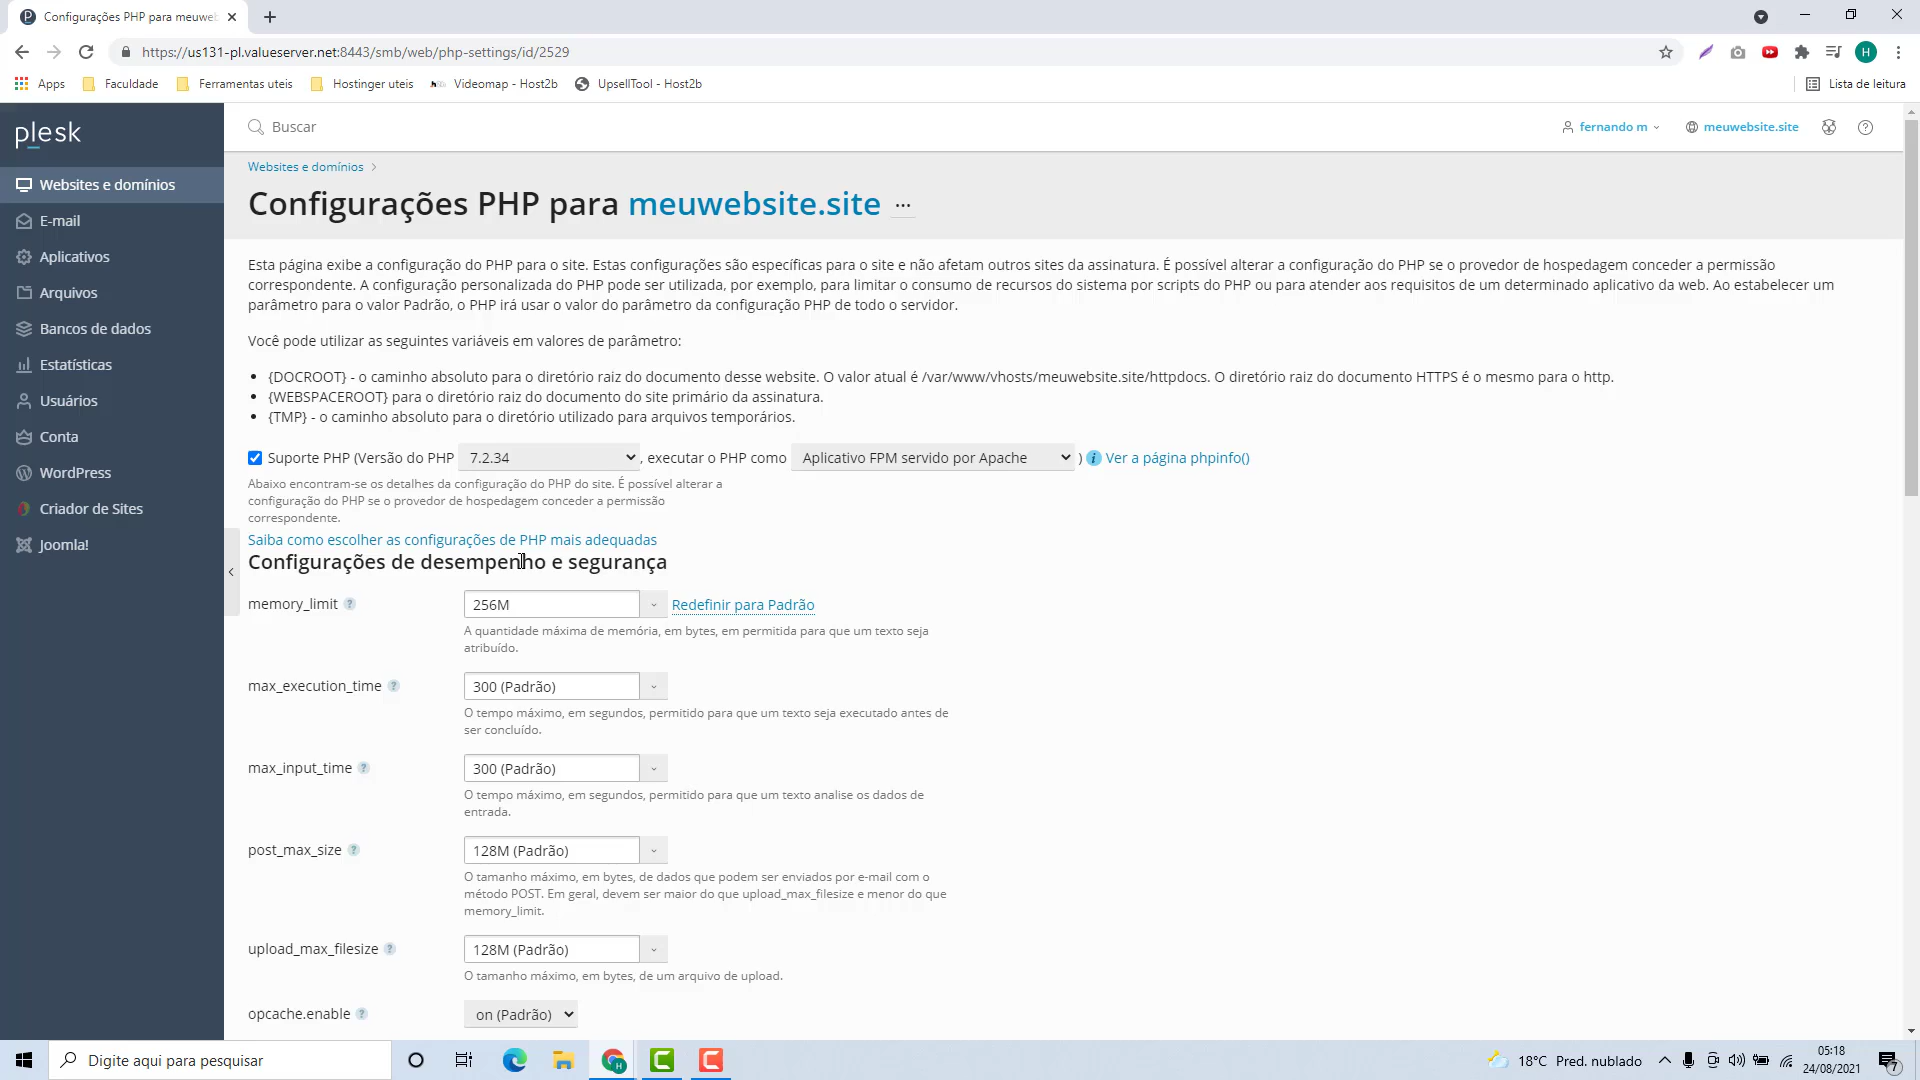 Configurações PHP para meuwe
https://us131-pl.valueserver.net:8443/smb/web/php-settings/id/2529
H
Apps
Faculdade
Ferramentas uteis
Hostinger uteis
Videomap - Host2b
UpsellTool - Host2b
Lista de leitura
plesk
Buscar
fernando m
meuwebsite.site
Websites e domínios
E-mail
Aplicativos
Arquivos
Bancos de dados
Estatísticas
Usuários
Conta
WordPress
Criador de Sites
Joomla!
Websites e domínios >
Configurações PHP para meuwebsite.site ...
Esta página exibe a configuração do PHP para o site. Estas configurações são específicas para o site e não afetam outros sites da assinatura. É possível alterar a configuração do PHP se o provedor de hospedagem conceder a permissão
correspondente. A configuração personalizada do PHP pode ser utilizada, por exemplo, para limitar o consumo de recursos do sistema por scripts do PHP ou para atender aos requisitos de um determinado aplicativo da web. Ao estabelecer um
parâmetro para o valor Padrão, o PHP irá usar o valor do parâmetro da configuração PHP de todo o servidor.
Você pode utilizar as seguintes variáveis em valores de parâmetro:
• {DOCROOT} - o caminho absoluto para o diretório raiz do documento desse website. O valor atual é /var/www/vhosts/meuwebsite.site/httpdocs. O diretório raiz do documento HTTPS é o mesmo para o http.
• {WEBSPACEROOT} para o diretório raiz do documento do site primário da assinatura.
• {TMP} - o caminho absoluto para o diretório utilizado para arquivos temporários.
Suporte PHP (Versão do PHP 7.2.34 , executar o PHP como Aplicativo FPM servido por Apache ) i Ver a página phpinfo()
Abaixo encontram-se os detalhes da configuração do PHP do site. É possível alterar a
configuração do PHP se o provedor de hospedagem conceder a permissão
correspondente.
Saiba como escolher as configurações de PHP mais adequadas
Configurações de desempenho e segurança
memory_limit ? 256M Redefinir para Padrão
A quantidade máxima de memória, em bytes, em permitida para que um texto seja
atribuído.
max_execution_time ? 300 (Padrão)
O tempo máximo, em segundos, permitido para que um texto seja executado antes de
ser concluído.
max_input_time ? 300 (Padrão)
O tempo máximo, em segundos, permitido para que um texto analise os dados de
entrada.
post_max_size ? 128M (Padrão)
O tamanho máximo, em bytes, de dados que podem ser enviados por e-mail com o
método POST. Em geral, devem ser maior do que upload_max_filesize e menor do que
memory_limit.
upload_max_filesize ? 128M (Padrão)
O tamanho máximo, em bytes, de um arquivo de upload.
opcache.enable ? on (Padrão)
Digite aqui para pesquisar
18°C Pred. nublado
05:18
24/08/2021
7